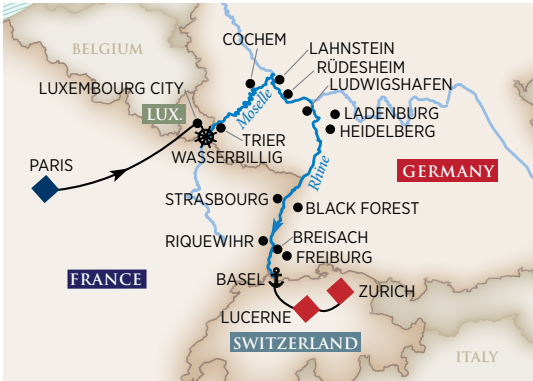 BELGIUM
COCHEM
LAHNSTEIN
RÜDESHEIM
LUDWIGSHAFEN
LUXEMBOURG CITY
LUX.
Moselle
LADENBURG
HEIDELBERG
TRIER
WASSERBILLIG
PARIS
Rhine
GERMANY
STRASBOURG
BLACK FOREST
RIQUEWIHR
BREISACH
FREIBURG
FRANCE
BASEL
ZURICH
LUCERNE
SWITZERLAND
ITALY